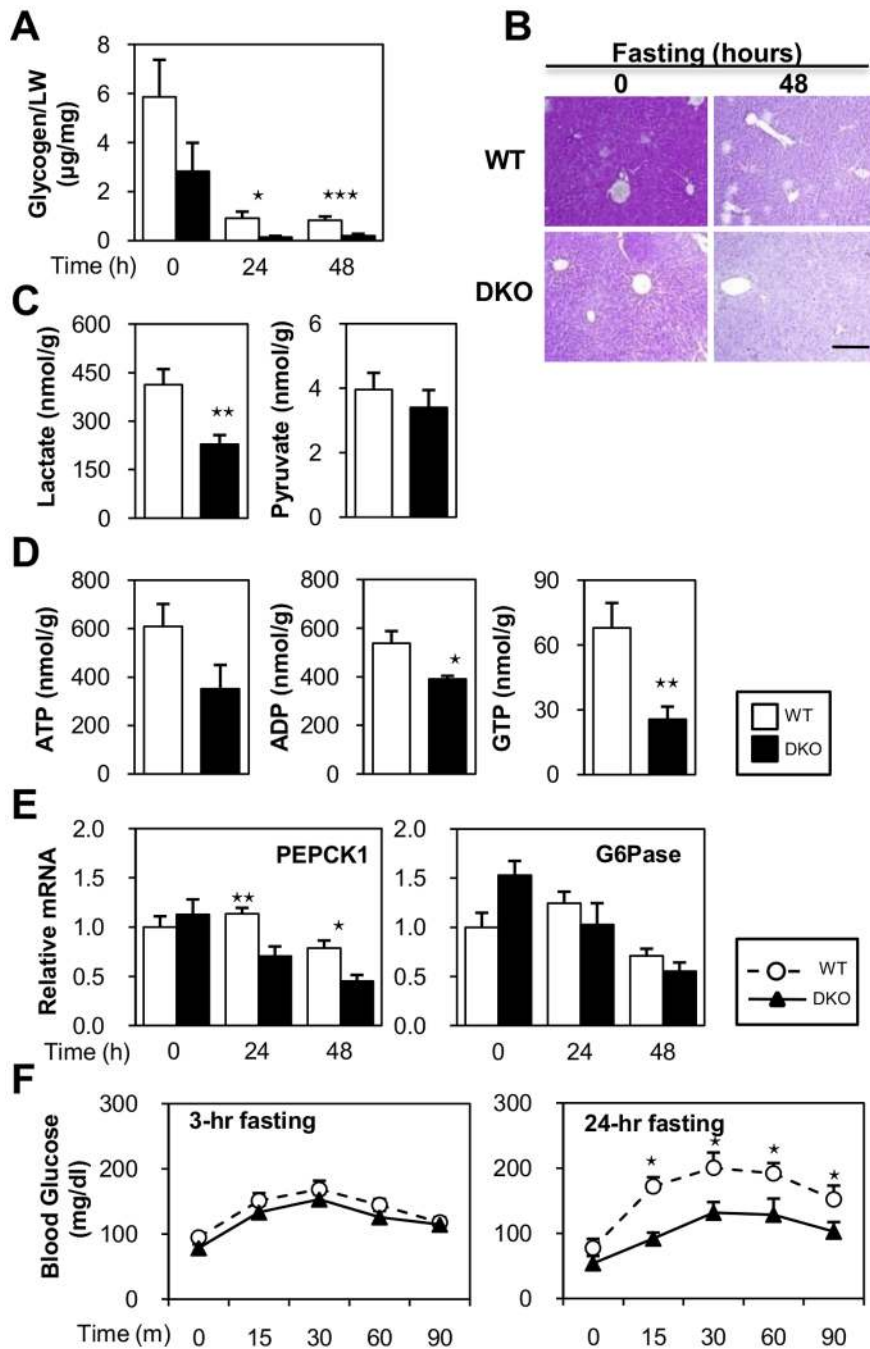 A
Glycogen/LW
(µg/mg)
8
6
4
2
0
★
★★★
Time (h)
0
24
48
B
Fasting (hours)
0
48
WT
DKO
C
Lactate (nmol/g)
600
450
300
150
0
★★
Pyruvate (nmol/g)
6
4
2
0
D
ATP (nmol/g)
800
600
400
200
0
ADP (nmol/g)
800
600
400
200
0
★
GTP (nmol/g)
90
60
30
0
★★
WT
DKO
E
Relative mRNA
2.0
1.5
1.0
0.5
0.0
PEPCK1
★★
★
Time (h)
0
24
48
2.0
1.5
1.0
0.5
0.0
G6Pase
0
24
48
WT
DKO
F
Blood Glucose
(mg/dl)
300
200
100
0
3-hr fasting
Time (m)
0
15
30
60
90
300
200
100
0
24-hr fasting
★
★
★
★
0
15
30
60
90